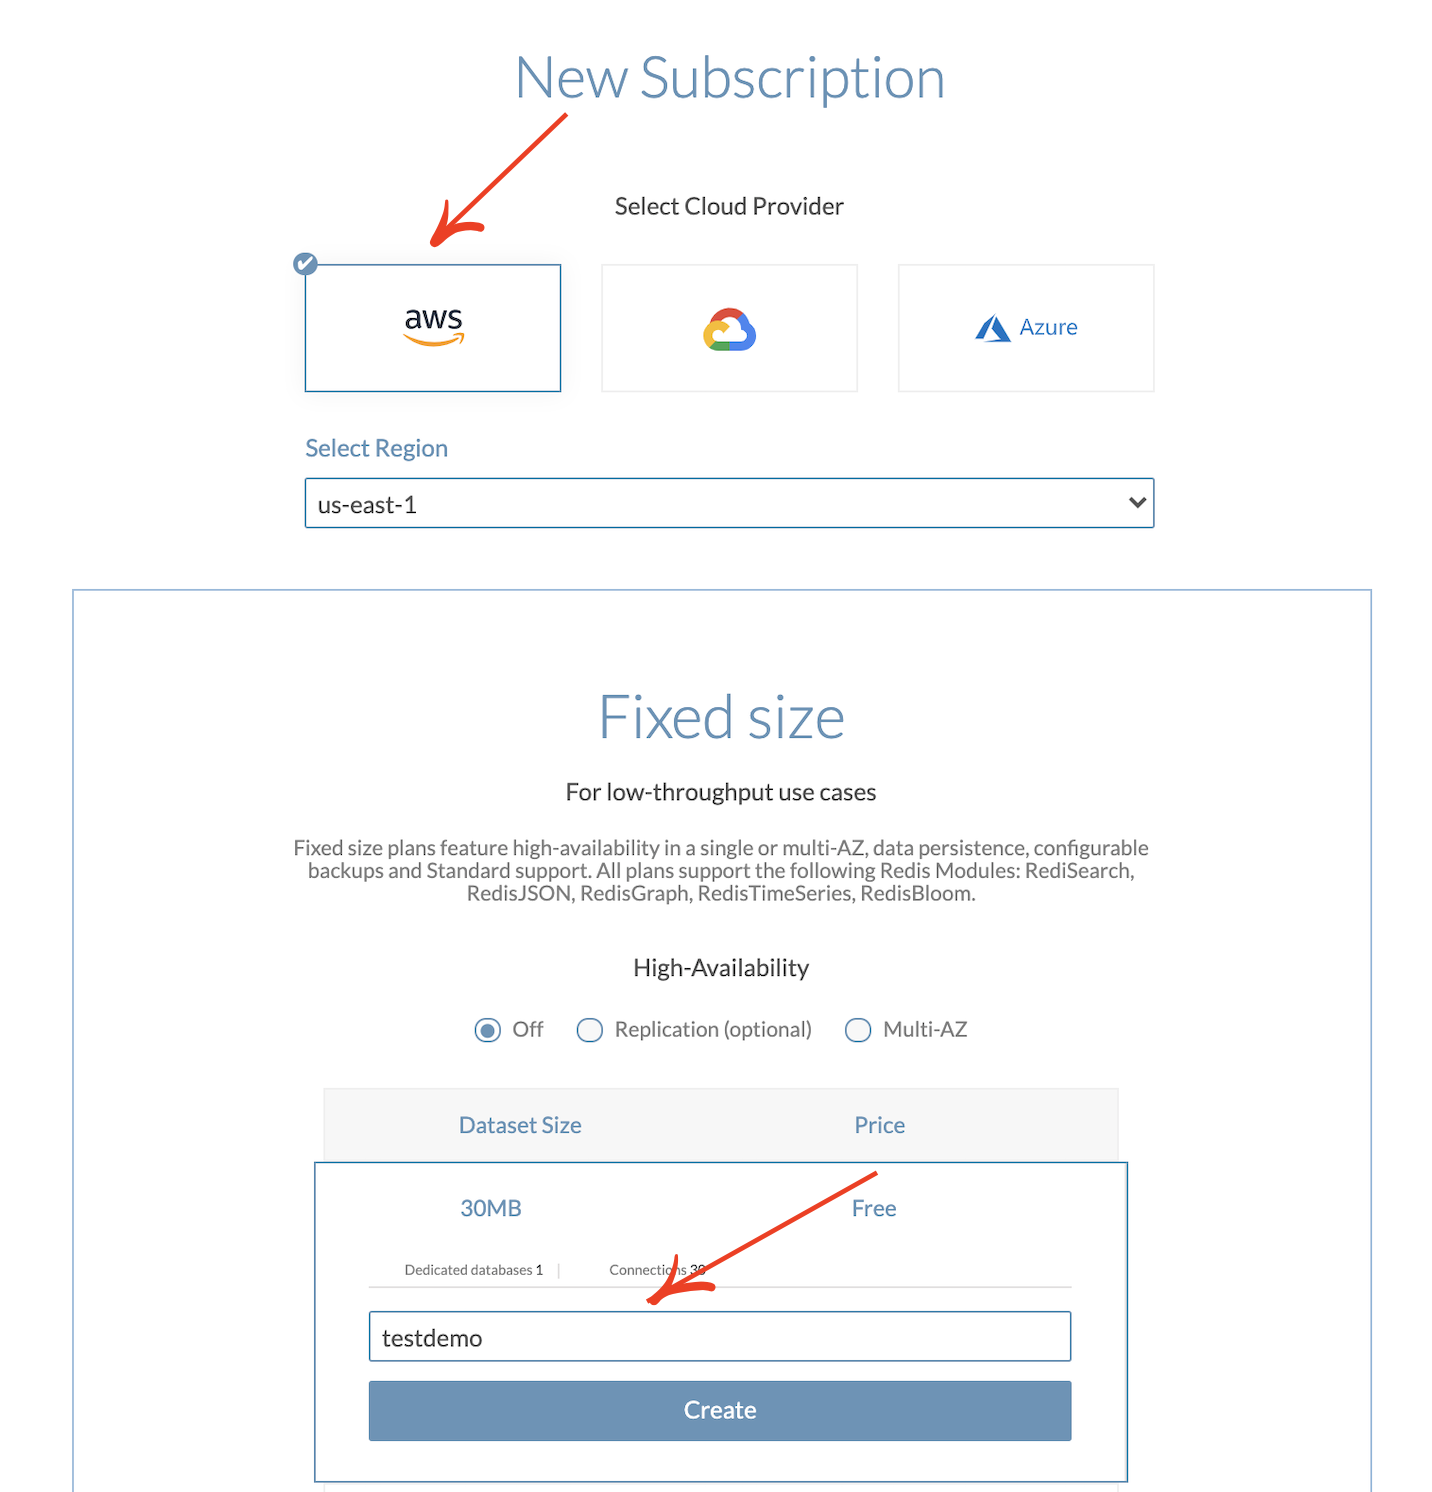 New Subscription
Select Cloud Provider
aws
Azure
Select Region
us-east-1
Fixed size
For low-throughput use cases
Fixed size plans feature high-availability in a single or multi-AZ, data persistence, configurable
backups and Standard support. All plans support the following Redis Modules: RediSearch,
RedisJSON, RedisGraph, RedisTimeSeries, RedisBloom.
High-Availability
Off Replication (optional) Multi-AZ
Dataset Size Price
30MB Free
Dedicated databases 1 | Connections 30
testdemo
Create